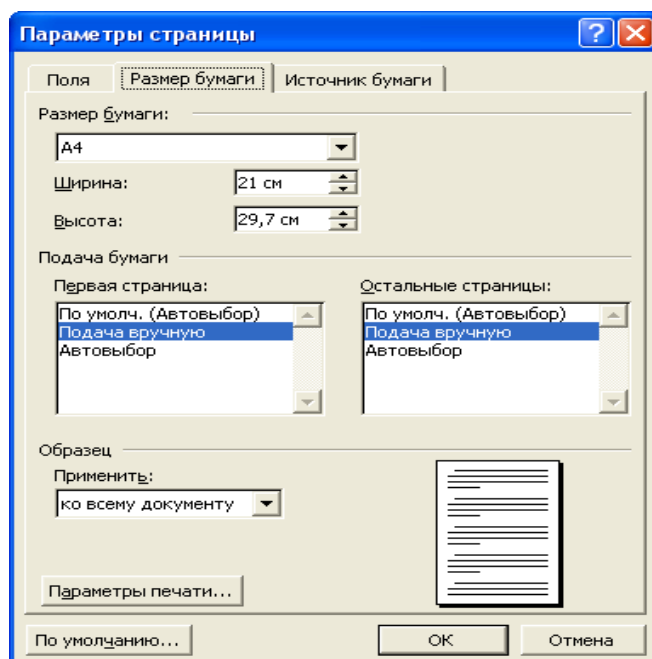 Параметры страницы
Поля Размер бумаги Источник бумаги
Размер бумаги:
A4
Ширина: 21 см
Высота: 29,7 см
Подача бумаги
Первая страница: Остальные страницы:
По умолч. (Автовыбор) По умолч. (Автовыбор)
Подача вручную Подача вручную
Автовыбор Автовыбор
Образец
Применить:
ко всему документу
Параметры печати...
По умолчанию... ОК Отмена